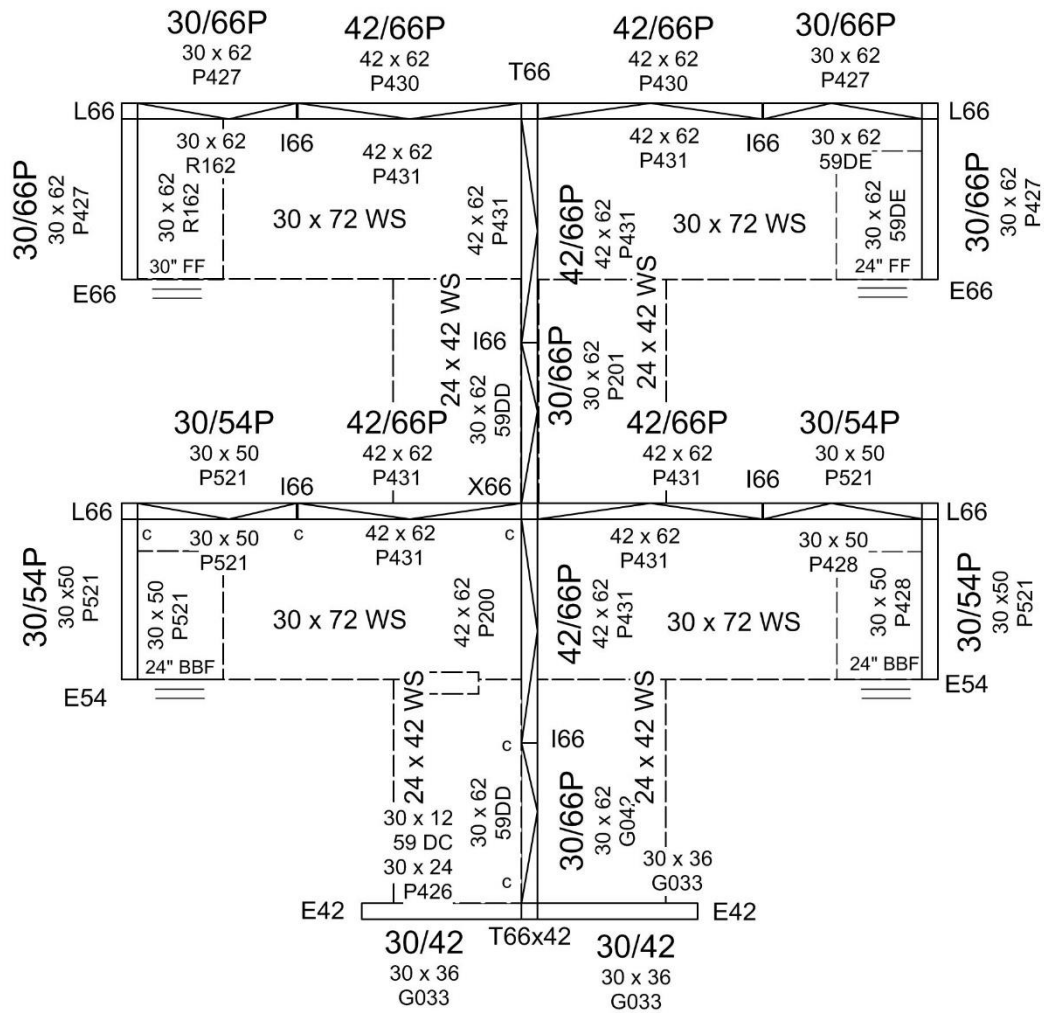 30/66P
30 x 62
P427
42/66P
42 x 62
P430
T66
42/66P
42 x 62
P430
30/66P
30 x 62
P427
L66
I66
I66
L66
30/66P
30 x 62
P427
30 x 62
R162
30 x 62
R162
42 x 62
P431
30 x 72 WS
42 x 62
P431
42/66P
42 x 62
P431
42 x 62
P431
30 x 72 WS
30 x 62
59DE
30 x 62
59DE
30/66P
30 x 62
P427
30" FF
24" FF
E66
E66
24 x 42 WS
I66
30 x 62
59DD
30/66P
30 x 62
P201
24 x 42 WS
30/54P
30 x 50
P521
42/66P
42 x 62
P431
42/66P
42 x 62
P431
30/54P
30 x 50
P521
I66
X66
I66
L66
L66
c
c
c
30/54P
30 x50
P521
30 x 50
P521
30 x 50
P521
42 x 62
P431
30 x 72 WS
42 x 62
P200
42/66P
42 x 62
P431
42 x 62
P431
30 x 72 WS
30 x 50
P428
30 x 50
P428
30/54P
30 x50
P521
24" BBF
24" BBF
E54
E54
24 x 42 WS
c
I66
30 x 62
59DD
30/66P
30 x 62
G042
24 x 42 WS
30 x 12
59 DC
30 x 24
P426
c
30 x 36
G033
E42
E42
T66x42
30/42
30 x 36
G033
30/42
30 x 36
G033